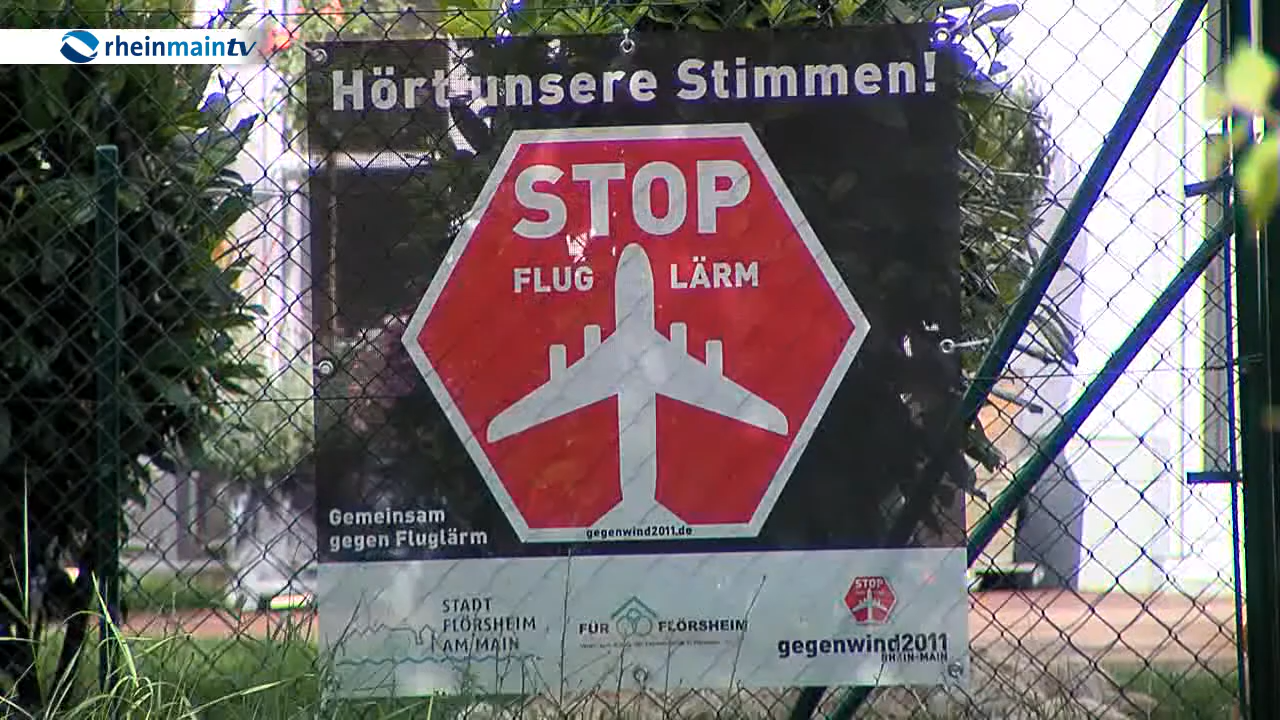 rheinmaintv
Hört unsere Stimmen!
STOP
FLUG LÄRM
gegenwind2011.de
Gemeinsam
gegen Fluglärm
STADT
FLÖRSHEIM
AM MAIN
FÜR FLÖRSHEIM
STOP
gegenwind2011
RHEIN-MAIN